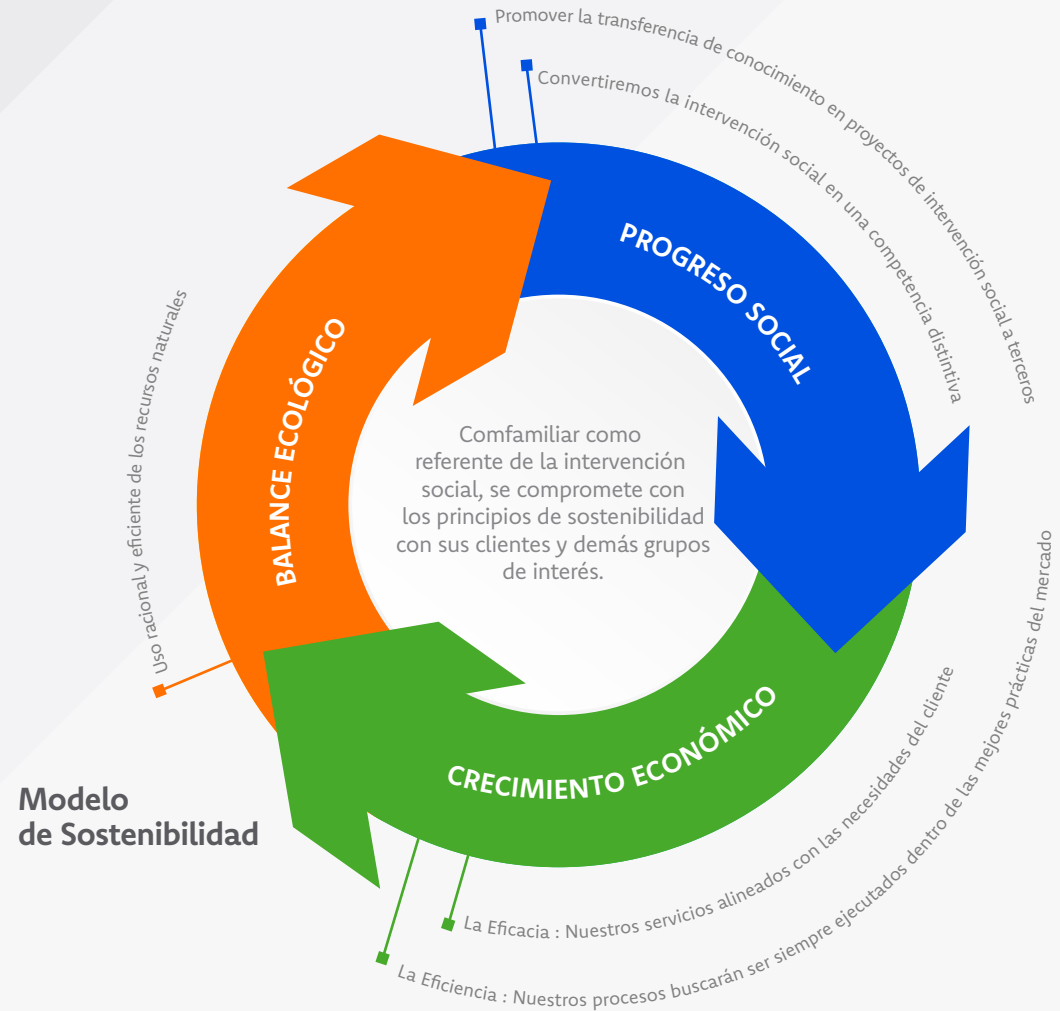 Promover la transferencia de conocimiento en proyectos de intervención social a terceros
Convertiremos la intervención social en una competencia distintiva
PROGRESO SOCIAL
BALANCE ECOLÓGICO
Uso racional y eficiente de los recursos naturales
Comfamiliar como
referente de la intervención
social, se compromete con
los principios de sostenibilidad
con sus clientes y demás grupos
de interés.
CRECIMIENTO ECONÓMICO
Modelo
de Sostenibilidad
La Eficacia : Nuestros servicios alineados con las necesidades del cliente
La Eficiencia : Nuestros procesos buscarán ser siempre ejecutados dentro de las mejores prácticas del mercado